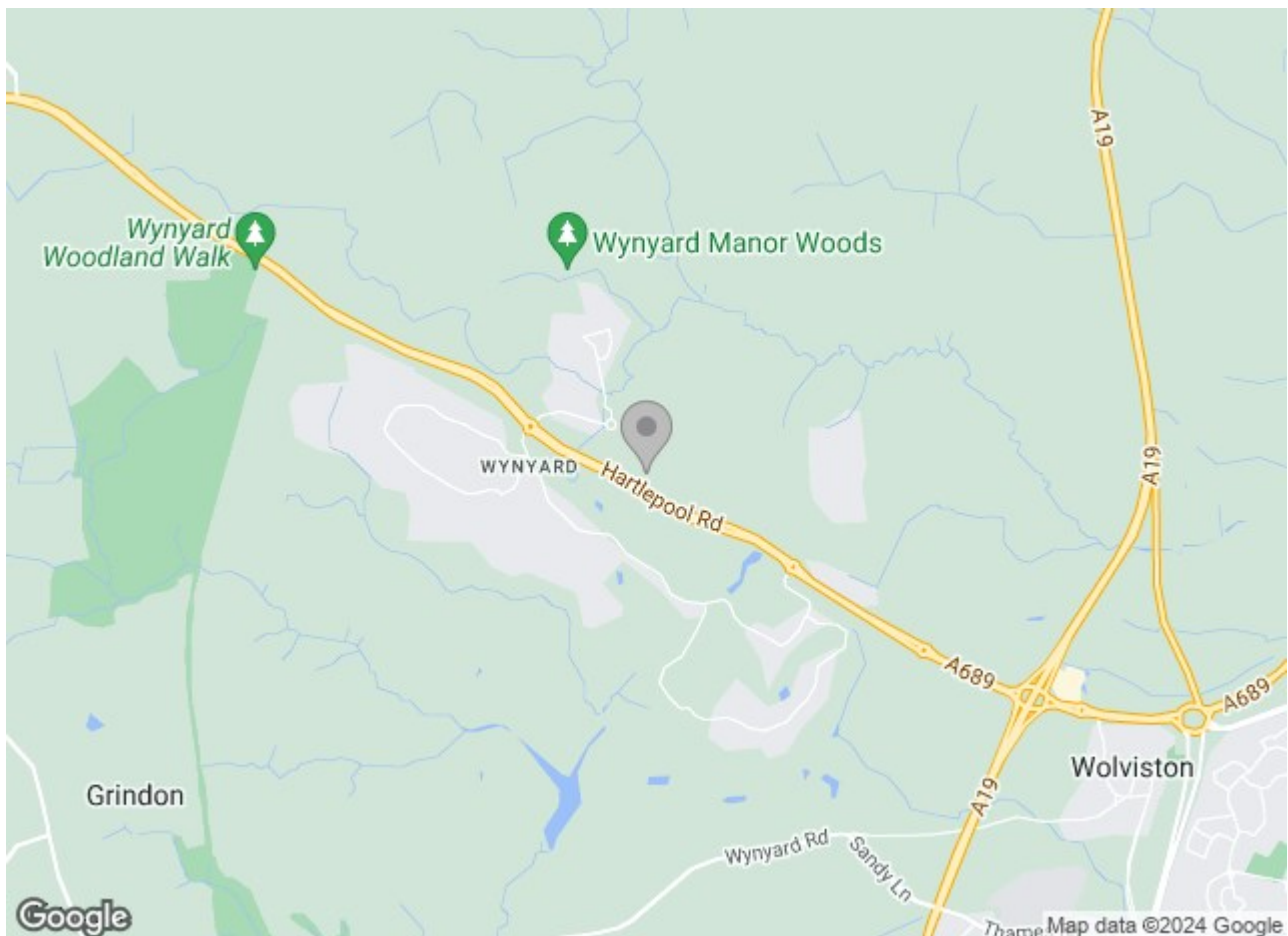 A19
Wynyard
Woodland Walk
Wynyard Manor Woods
WYNYARD
Hartlepool Rd
A19
A689
A689
Wolviston
Grindon
A19
Wynyard Rd
Sandy Ln
Google
Map data ©2024 Google